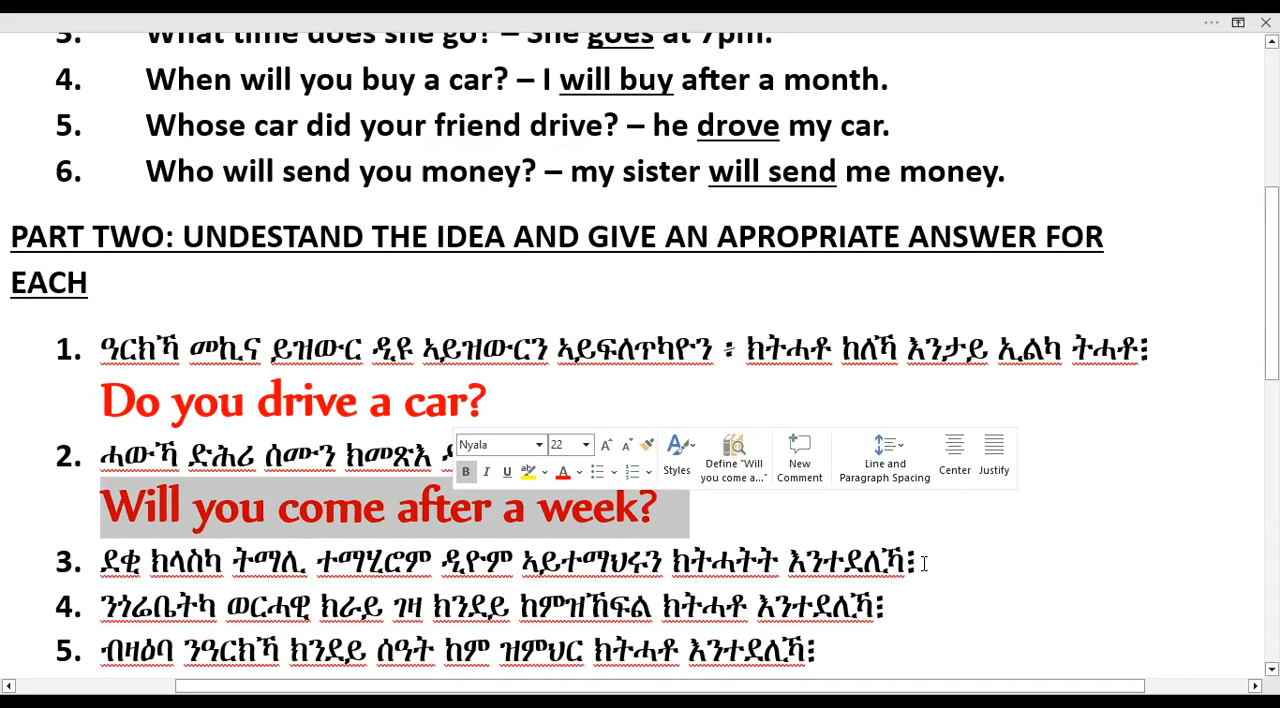 3. What time does she go? – She goes at 7pm.
4. When will you buy a car? – I will buy after a month.
5. Whose car did your friend drive? – he drove my car.
6. Who will send you money? – my sister will send me money.
PART TWO: UNDESTAND THE IDEA AND GIVE AN APROPRIATE ANSWER FOR
EACH
1. ዓርክኻ መኪና ይዝውር ዲዩ ኣይዝውርን ኣይፍለጥካዮን ፥ ክትሓቶ ከለኻ እንታይ ኢልካ ትሓቶ፧
Do you drive a car?
Nyala 22
2. ሓውኻ ድሕሪ ሰሙን ክመጽእ
B I U
Styles
Define "Will you come a..."
New Comment
Line and Paragraph Spacing
Center
Justify
Will you come after a week?
3. ደቂ ክላስካ ትማሊ ተማሂሮም ዲዮም ኣይተማህሩን ክትሓትት እንተደለኻ፧
4. ንጎረቤትካ ወርሓዊ ክራይ ገዛ ክንደይ ከምዝኸፍል ክትሓቶ እንተደለኻ፧
5. ብዛዕባ ንዓርክኻ ክንደይ ሰዓት ከም ዝምህር ክትሓቶ እንተደለኻ፧